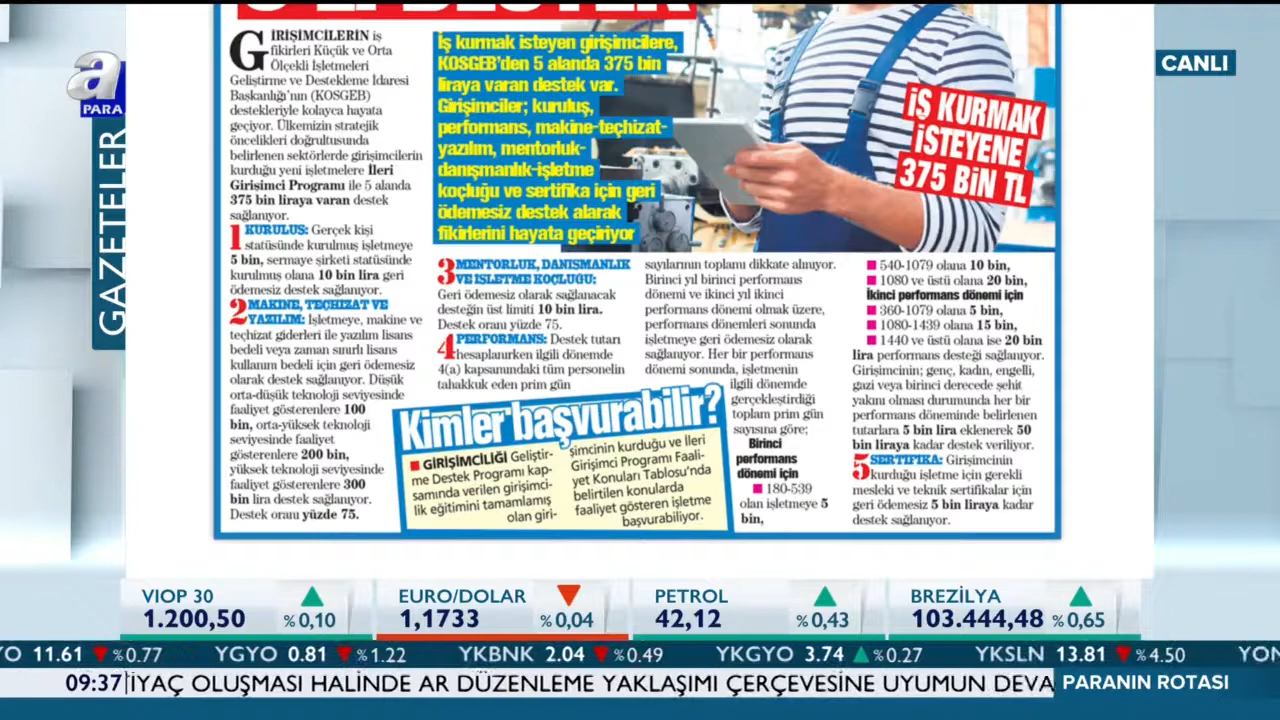 5'Lİ DESTEK
CANLI
a
PARA
GAZETELER
GİRİŞİMCİLERİN iş
fikirleri Küçük ve Orta
Ölçekli İşletmeleri
Geliştirme ve Destekleme İdaresi
Başkanlığı'nın (KOSGEB)
destekleriyle kolayca hayata
geçiyor. Ülkemizin stratejik
öncelikleri doğrultusunda
belirlenen sektörlerde girişimcilerin
kurduğu yeni işletmelere İleri
Girişimci Programı ile 5 alanda
375 bin liraya varan destek
sağlanıyor.
1 KURULUŞ: Gerçek kişi
statüsünde kurulmuş işletmeye
5 bin, sermaye şirketi statüsünde
kurulmuş olana 10 bin lira geri
ödemesiz destek sağlanıyor.
2 MAKİNE, TEÇHİZAT VE
YAZILIM: İşletmeye, makine ve
teçhizat giderleri ile yazılım lisans
bedeli veya zaman sınırlı lisans
kullanım bedeli için geri ödemesiz
olarak destek sağlanıyor. Düşük
orta-düşük teknoloji seviyesinde
faaliyet gösterenlere 100
bin, orta-yüksek teknoloji
seviyesinde faaliyet
gösterenlere 200 bin,
yüksek teknoloji seviyesinde
faaliyet gösterenlere 300
bin lira destek sağlanıyor.
Destek oranı yüzde 75.
İş kurmak isteyen girişimcilere,
KOSGEB'den 5 alanda 375 bin
liraya varan destek var.
Girişimciler; kuruluş,
performans, makine-teçhizat-
yazılım, mentorluk-
danışmanlık-işletme
koçluğu ve sertifika için geri
ödemesiz destek alarak
fikirlerini hayata geçiriyor
İŞ KURMAK
İSTEYENE
375 BİN TL
3 MENTORLUK, DANIŞMANLIK
VE İŞLETME KOÇLUĞU:
Geri ödemesiz olarak sağlanacak
desteğin üst limiti 10 bin lira.
Destek oranı yüzde 75.
4 PERFORMANS: Destek tutarı
hesaplanırken ilgili dönemde
4(a) kapsamındaki tüm personelin
tahakkuk eden prim gün
sayılarının toplamı dikkate alınıyor.
Birinci yıl birinci performans
dönemi ve ikinci yıl ikinci
performans dönemi olmak üzere,
performans dönemleri sonunda
işletmeye geri ödemesiz olarak
sağlanıyor. Her bir performans
dönemi sonunda, işletmenin
ilgili dönemde
gerçekleştirdiği
toplam prim gün
sayısına göre;
Birinci
performans
dönemi için
180-539
olan işletmeye 5
bin,
540-1079 olana 10 bin,
1080 ve üstü olana 20 bin,
İkinci performans dönemi için
360-1079 olana 5 bin,
1080-1439 olana 15 bin,
1440 ve üstü olana ise 20 bin
lira performans desteği sağlanıyor.
Girişimcinin; genç, kadın, engelli,
gazi veya birinci derecede şehit
yakını olması durumunda her bir
performans döneminde belirlenen
tutarlara 5 bin lira eklenerek 50
bin liraya kadar destek veriliyor.
5 SERTİFİKA: Girişimcinin
kurduğu işletme için gerekli
mesleki ve teknik sertifikalar için
geri ödemesiz 5 bin liraya kadar
destek sağlanıyor.
Kimler başvurabilir?
GİRİŞİMCİLİĞİ Geliştir-
me Destek Programı kap-
samında verilen girişimci-
lik eğitimini tamamlamış
olan giri-
şimcinin kurduğu ve İleri
Girişimci Programı Faali-
yet Konuları Tablosu'nda
belirtilen konularda
faaliyet gösteren işletme
başvurabiliyor.
VIOP 30
1.200,50 %0,10
EURO/DOLAR
1,1733 %0,04
PETROL
42,12 %0,43
BREZİLYA
103.444,48 %0,65
YO 11.61 %0.77 YGYO 0.81 %1.22 YKBNK 2.04 %0.49 YKGYO 3.74 %0.27 YKSLN 13.81 %4.50 YON
09:37 İYAÇ OLUŞMASI HALİNDE AR DÜZENLEME YAKLAŞIMI ÇERÇEVESİNE UYUMUN DEVA PARANIN ROTASI